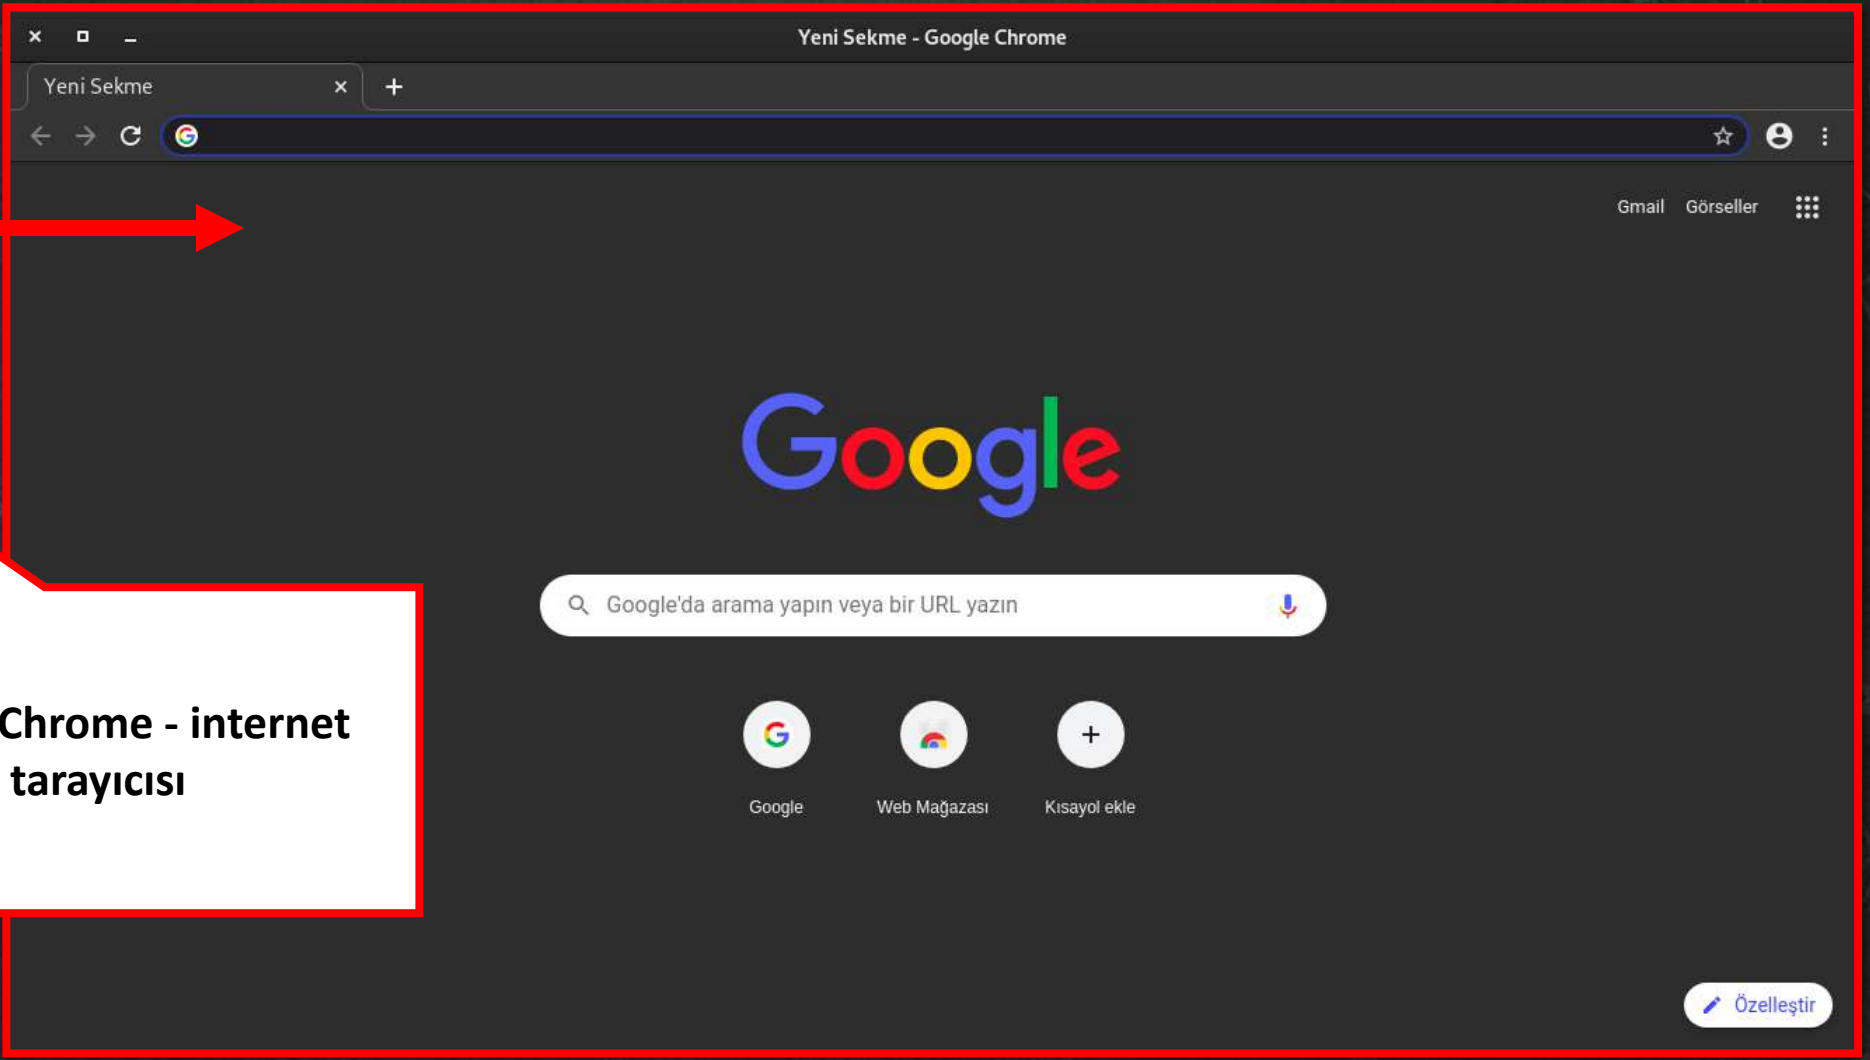 Yeni Sekme - Google Chrome
Yeni Sekme
Gmail Görseller
Google
Google'da arama yapın veya bir URL yazın
Chrome - internet
tarayıcısı
Google Web Mağazası Kısayol ekle
Özelleştir